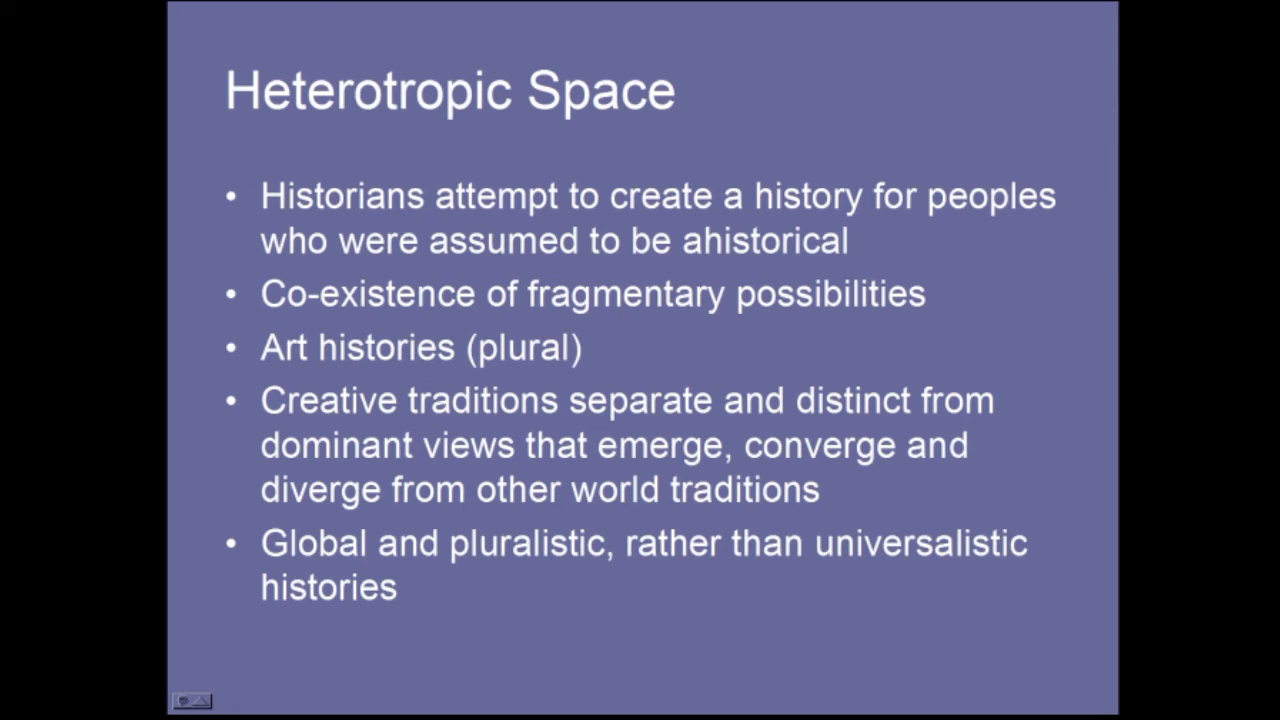 Heterotropic Space
• Historians attempt to create a history for peoples
who were assumed to be ahistorical
• Co-existence of fragmentary possibilities
• Art histories (plural)
• Creative traditions separate and distinct from
dominant views that emerge, converge and
diverge from other world traditions
• Global and pluralistic, rather than universalistic
histories